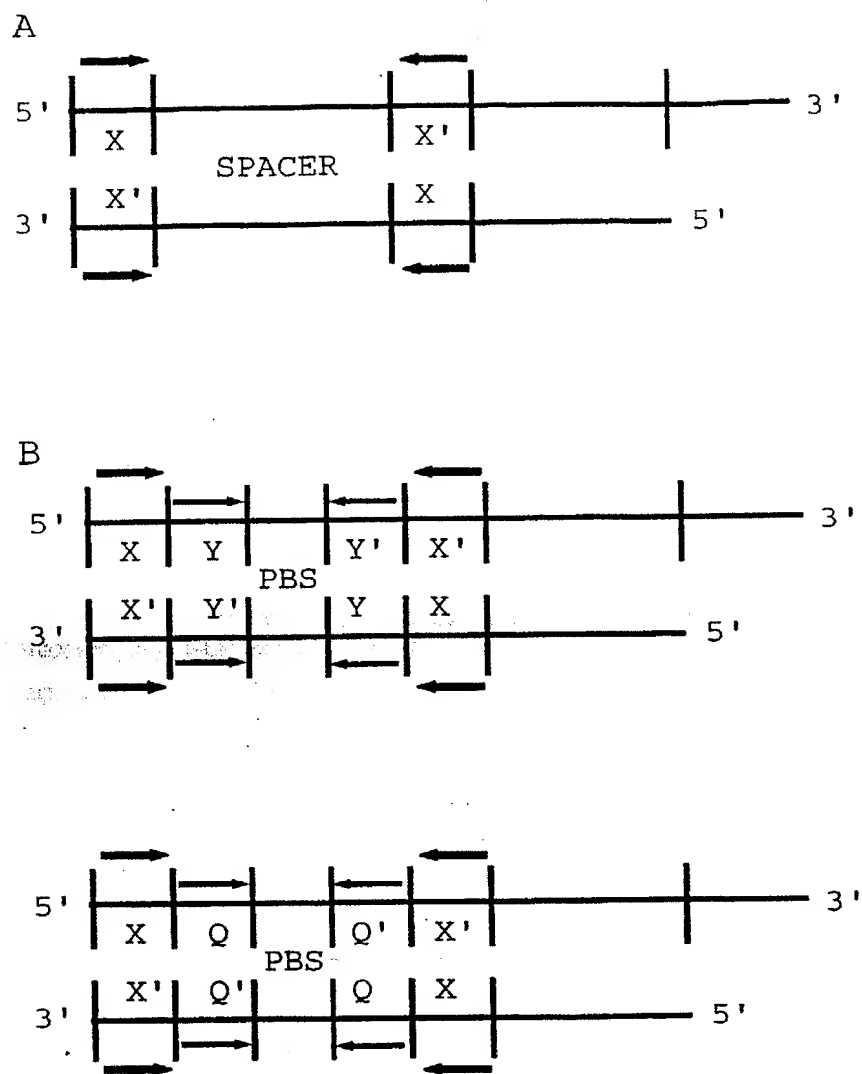 A
5' 3'
X X'
SPACER
X' X
3' 5'
B
5' 3'
X Y Y' X'
PBS
X' Y' Y X
3' 5'
5' 3'
X Q Q' X'
PBS
X' Q' Q X
3' 5'